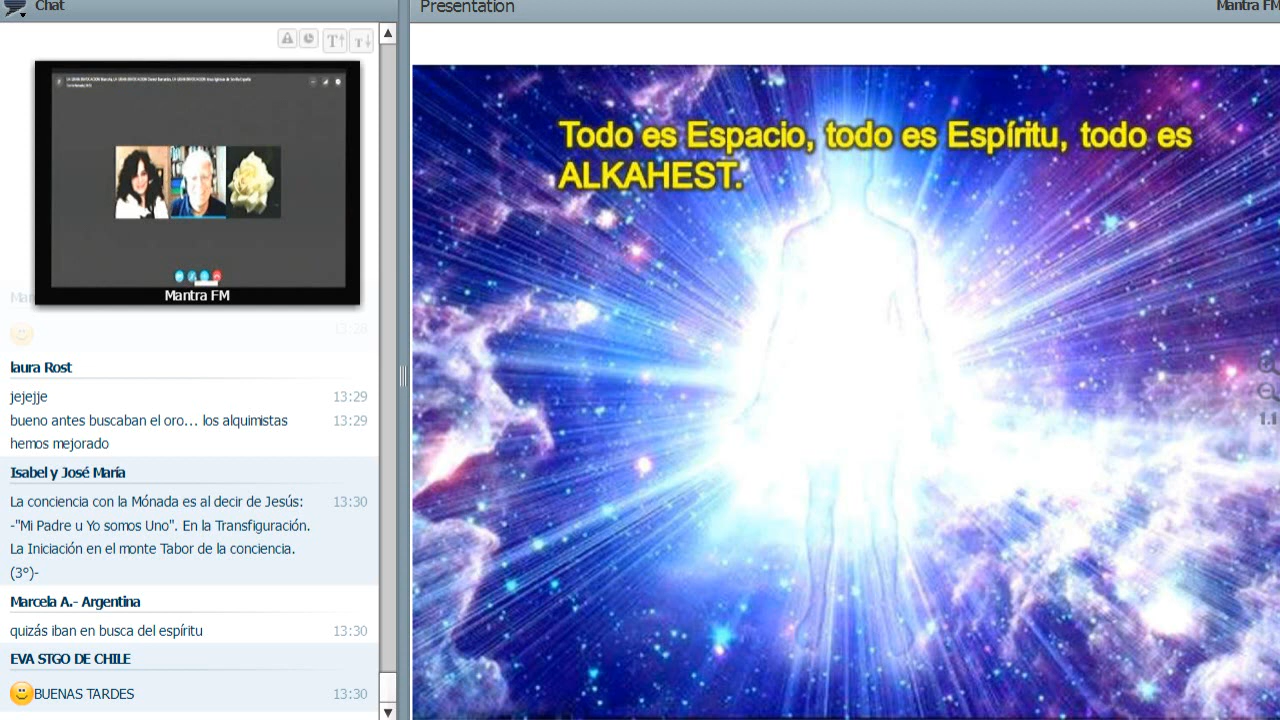 Chat
Mantra FM
13:28
laura Rost
jejejje 13:29
bueno antes buscaban el oro... los alquimistas 13:29
hemos mejorado
Isabel y José María
La conciencia con la Mónada es al decir de Jesús: 13:30
-"Mi Padre u Yo somos Uno". En la Transfiguración.
La Iniciación en el monte Tabor de la conciencia.
(3°)-
Marcela A.- Argentina
quizás iban en busca del espíritu 13:30
EVA STGO DE CHILE
BUENAS TARDES 13:30
Presentation
Mantra FM
Todo es Espacio, todo es Espíritu, todo es
ALKAHEST.
1.1